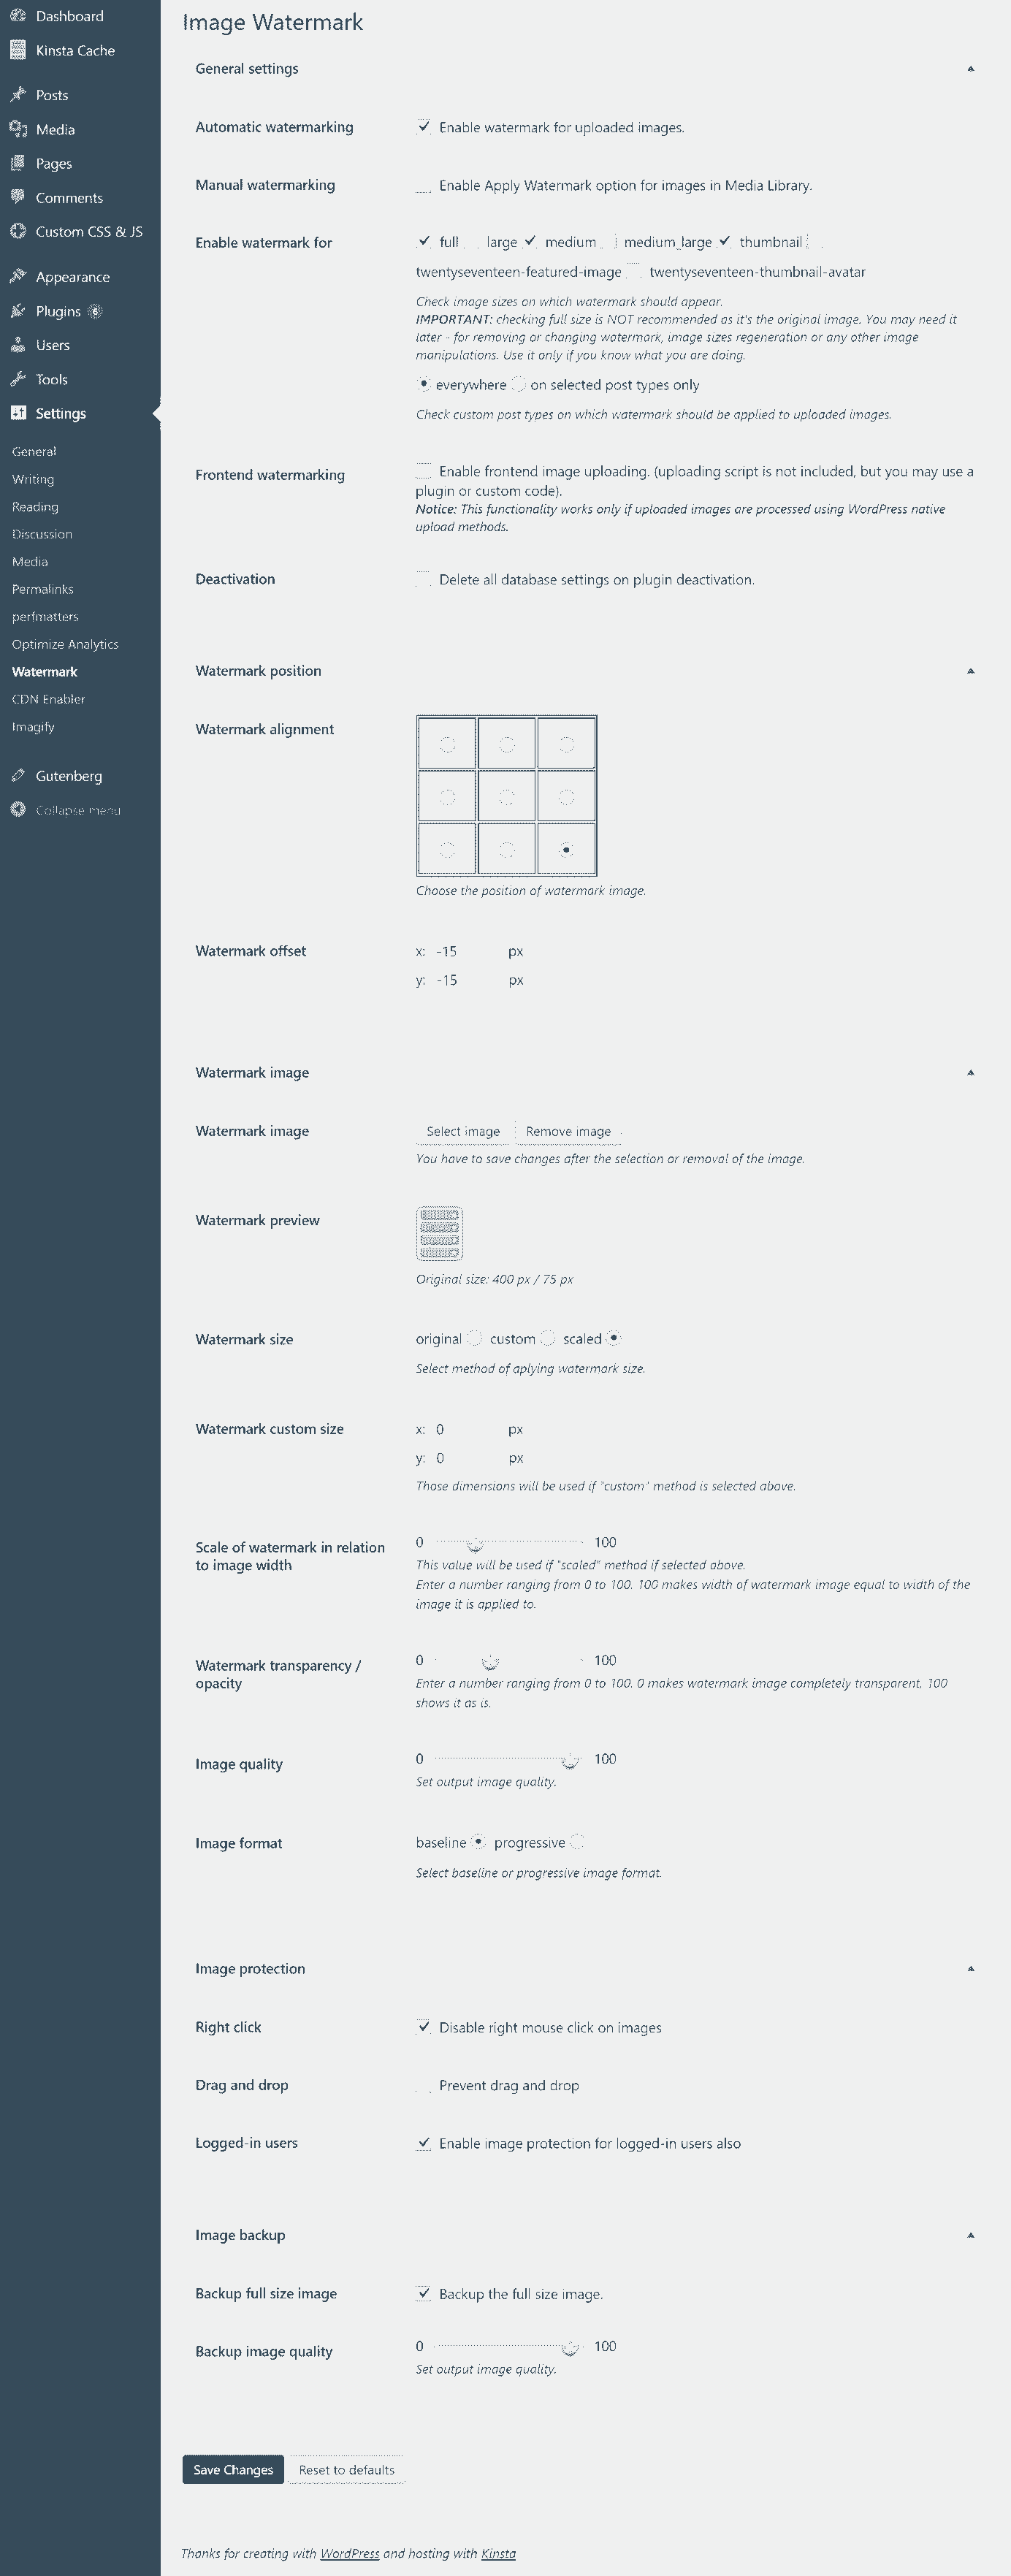 Dashboard
Kinsta Cache
Posts
Media
Pages
Comments
Custom CSS & JS
Appearance
Plugins 6
Users
Tools
Settings
General
Writing
Reading
Discussion
Media
Permalinks
perfmatters
Optimize Analytics
Watermark
CDN Enabler
Imagify
Gutenberg
Collapse menu
Image Watermark
General settings
Automatic watermarking
Enable watermark for uploaded images.
Manual watermarking
Enable Apply Watermark option for images in Media Library.
Enable watermark for
full large medium medium_large thumbnail
twentyseventeen-featured-image twentyseventeen-thumbnail-avatar
Check image sizes on which watermark should appear.
IMPORTANT: checking full size is NOT recommended as it's the original image. You may need it
later - for removing or changing watermark, image sizes regeneration or any other image
manipulations. Use it only if you know what you are doing.
everywhere on selected post types only
Check custom post types on which watermark should be applied to uploaded images.
Frontend watermarking
Enable frontend image uploading. (uploading script is not included, but you may use a
plugin or custom code).
Notice: This functionality works only if uploaded images are processed using WordPress native
upload methods.
Deactivation
Delete all database settings on plugin deactivation.
Watermark position
Watermark alignment
Choose the position of watermark image.
Watermark offset
x: -15 px
y: -15 px
Watermark image
Watermark image
Select image Remove image
You have to save changes after the selection or removal of the image.
Watermark preview
Original size: 400 px / 75 px
Watermark size
original custom scaled
Select method of aplying watermark size.
Watermark custom size
x: 0 px
y: 0 px
Those dimensions will be used if "custom" method is selected above.
Scale of watermark in relation
to image width
0 100
This value will be used if "scaled" method if selected above.
Enter a number ranging from 0 to 100. 100 makes width of watermark image equal to width of the
image it is applied to.
Watermark transparency /
opacity
0 100
Enter a number ranging from 0 to 100. 0 makes watermark image completely transparent, 100
shows it as is.
Image quality
0 100
Set output image quality.
Image format
baseline progressive
Select baseline or progressive image format.
Image protection
Right click
Disable right mouse click on images
Drag and drop
Prevent drag and drop
Logged-in users
Enable image protection for logged-in users also
Image backup
Backup full size image
Backup the full size image.
Backup image quality
0 100
Set output image quality.
Save Changes Reset to defaults
Thanks for creating with WordPress and hosting with Kinsta